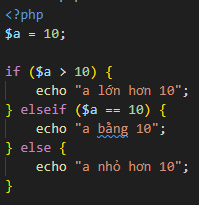 <?php
$a = 10;
if ($a > 10) {
echo "a lớn hơn 10";
} elseif ($a == 10) {
echo "a bằng 10";
} else {
echo "a nhỏ hơn 10";
}